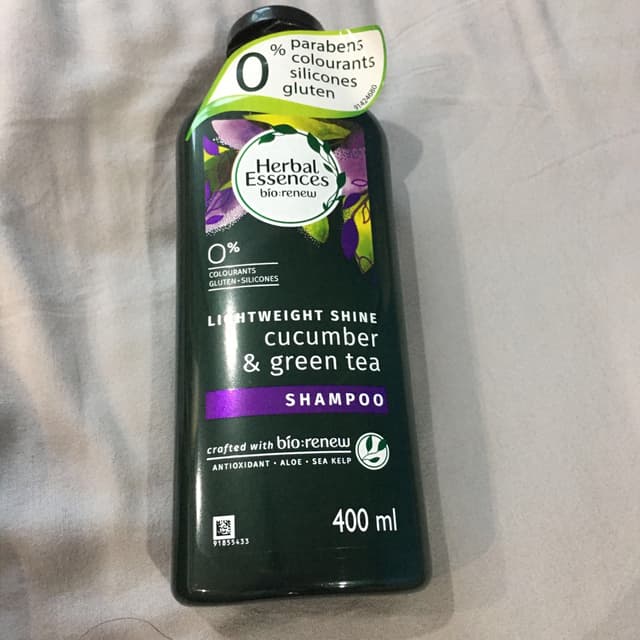 0% parabens
colourants
silicones
gluten
91424680
Herbal
Essences
bio:renew
0%
COLOURANTS
GLUTEN • SILICONES
LIGHTWEIGHT SHINE
cucumber
& green tea
SHAMPOO
crafted with bio:renew
ANTIOXIDANT • ALOE • SEA KELP
400 ml
91855433